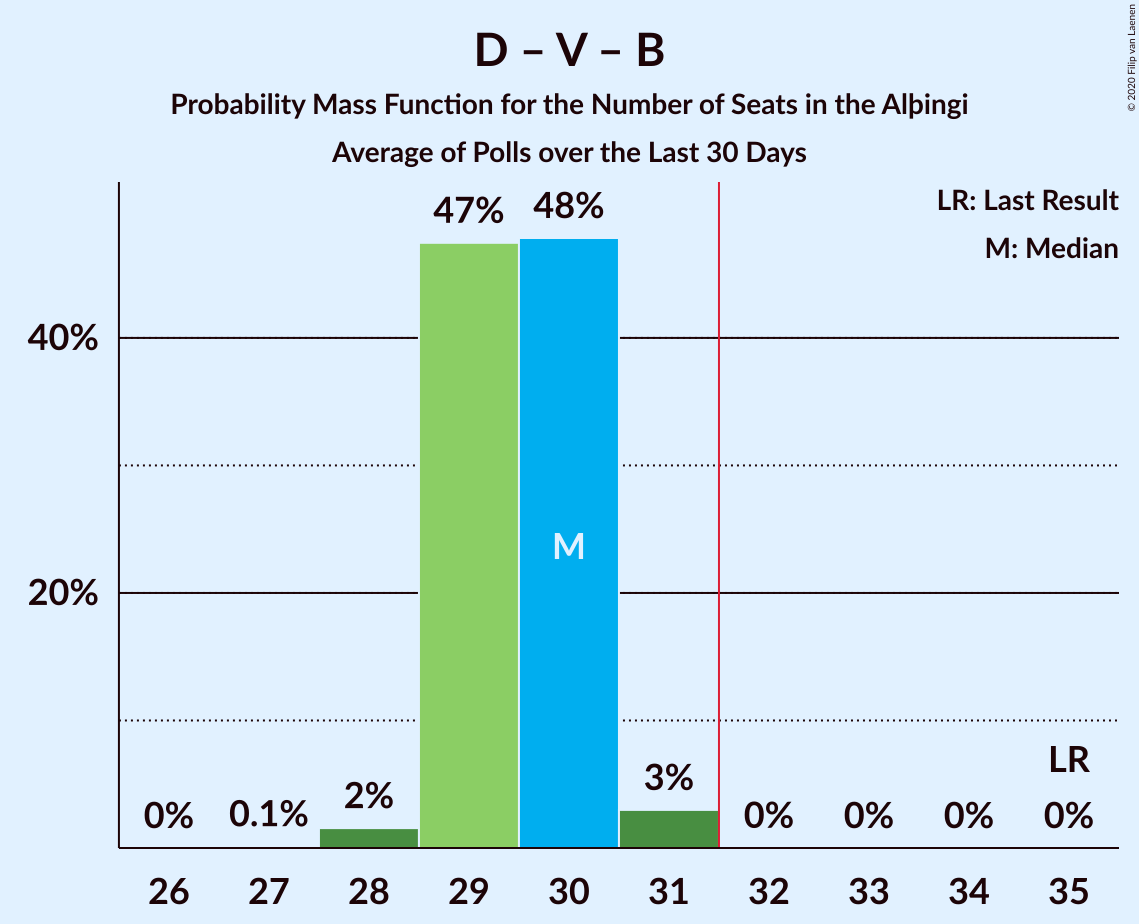 D – V – B
Probability Mass Function for the Number of Seats in the Alþingi
Average of Polls over the Last 30 Days
© 2020 Filip van Laenen
LR: Last Result
M: Median
47%
48%
40%
M
20%
LR
0%
0.1%
2%
3%
0%
0%
0%
0%
26 27 28 29 30 31 32 33 34 35